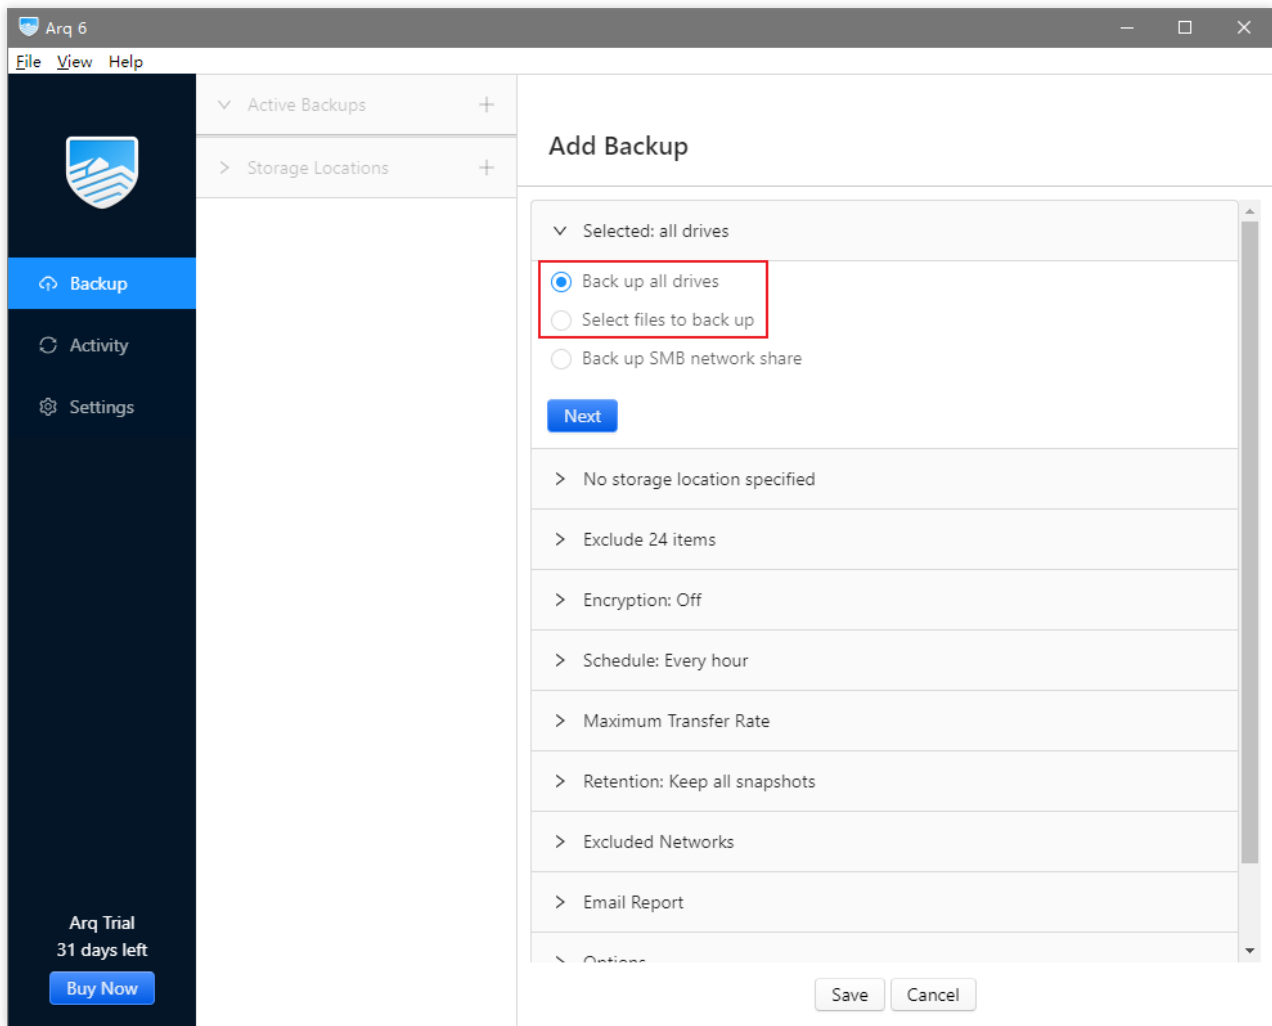 Arq 6
File View Help
Active Backups
Storage Locations
Backup
Activity
Settings
Arq Trial
31 days left
Buy Now
Add Backup
Selected: all drives
Back up all drives
Select files to back up
Back up SMB network share
Next
No storage location specified
Exclude 24 items
Encryption: Off
Schedule: Every hour
Maximum Transfer Rate
Retention: Keep all snapshots
Excluded Networks
Email Report
Options
Save Cancel